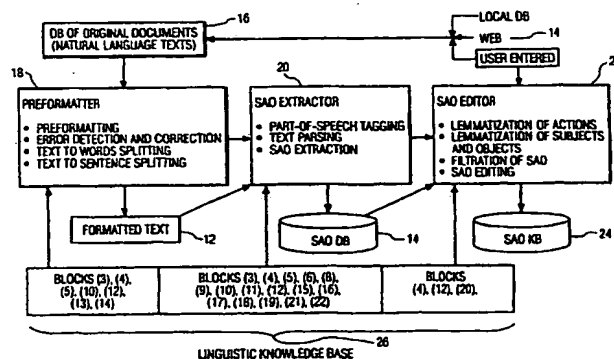 16
DB OF ORIGINAL DOCUMENTS
(NATURAL LANGUAGE TEXTS)
LOCAL DB
WEB
14
USER ENTERED
18
PREFORMATTER
• PREFORMATTING
• ERROR DETECTION AND CORRECTION
• TEXT TO WORDS SPLITTING
• TEXT TO SENTENCE SPLITTING
20
SAO EXTRACTOR
• PART-OF-SPEECH TAGGING
• TEXT PARSING
• SAO EXTRACTION
2
SAO EDITOR
• LEMMATIZATION OF ACTIONS
• LEMMATIZATION OF SUBJECTS
AND OBJECTS
• FILTRATION OF SAO
• SAO EDITING
FORMATTED TEXT
12
SAO DB
14
SAO KB
24
BLOCKS (3), (4),
(5), (10), (12),
(13), (14)
BLOCKS (3), (4), (5), (6), (8),
(9), (10), (11), (12), (15), (16),
(17), (18), (19), (21), (22)
BLOCKS
(4), (12), (20),
26
LINGUISTIC KNOWLEDGE BASE